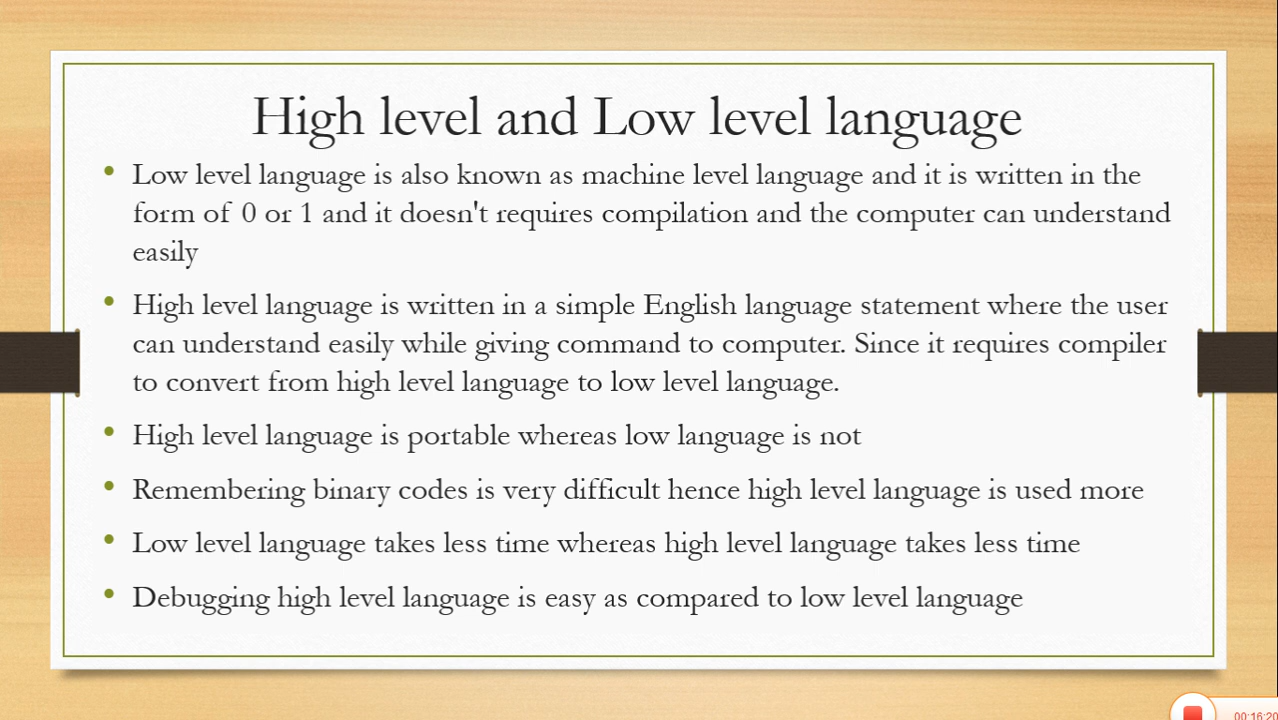 High level and Low level language
• Low level language is also known as machine level language and it is written in the
form of 0 or 1 and it doesn't requires compilation and the computer can understand
easily
• High level language is written in a simple English language statement where the user
can understand easily while giving command to computer. Since it requires compiler
to convert from high level language to low level language.
• High level language is portable whereas low language is not
• Remembering binary codes is very difficult hence high level language is used more
• Low level language takes less time whereas high level language takes less time
• Debugging high level language is easy as compared to low level language
00:16:20